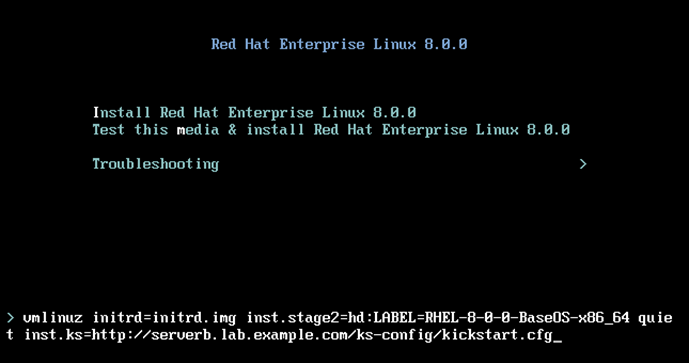 Red Hat Enterprise Linux 8.0.0
Install Red Hat Enterprise Linux 8.0.0
Test this media & install Red Hat Enterprise Linux 8.0.0
Troubleshooting >
> vmlinuz initrd=initrd.img inst.stage2=hd:LABEL=RHEL-8-0-0-BaseOS-x86_64 quie
t inst.ks=http://serverb.lab.example.com/ks-config/kickstart.cfg_